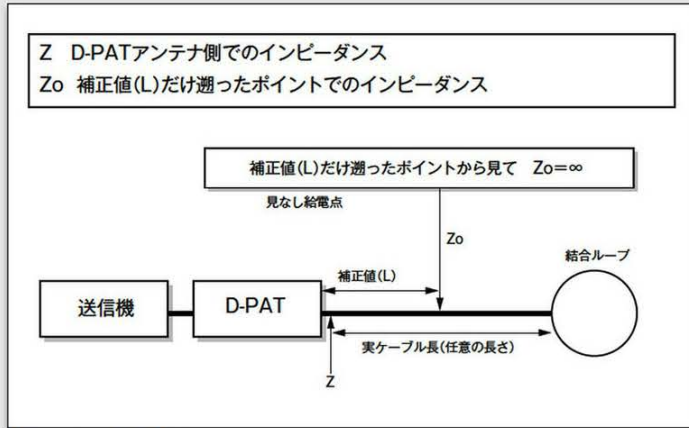 Z D-PATアンテナ側でのインピーダンス
Zo 補正値(L)だけ遡ったポイントでのインピーダンス
補正値(L)だけ遡ったポイントから見て Zo=∞
見なし給電点
Zo
結合ループ
補正値(L)
送信機
D-PAT
実ケーブル長(任意の長さ)
Z